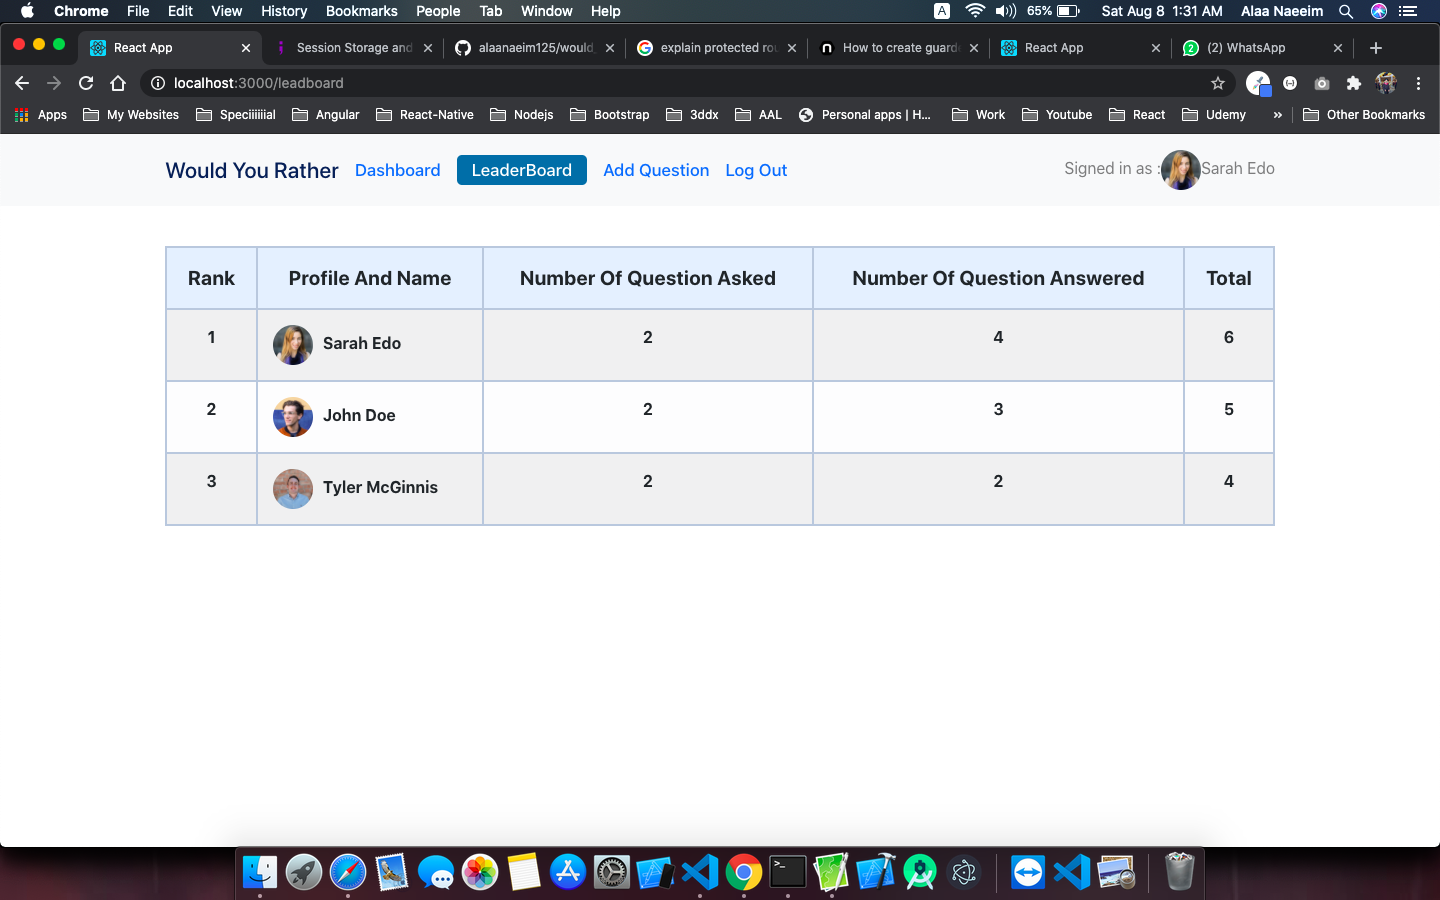 Chrome File Edit View History Bookmarks People Tab Window Help A 65% Sat Aug 8 1:31 AM Alaa Naeeim
React App Session Storage and alaanaeim125/would_ explain protected rou How to create guarde React App (2) WhatsApp
localhost:3000/leadboard
Apps My Websites Speciiiiiial Angular React-Native Nodejs Bootstrap 3ddx AAL Personal apps | H... Work Youtube React Udemy » Other Bookmarks
Would You Rather Dashboard LeaderBoard Add Question Log Out Signed in as : Sarah Edo
Rank Profile And Name Number Of Question Asked Number Of Question Answered Total
1 Sarah Edo 2 4 6
2 John Doe 2 3 5
3 Tyler McGinnis 2 2 4